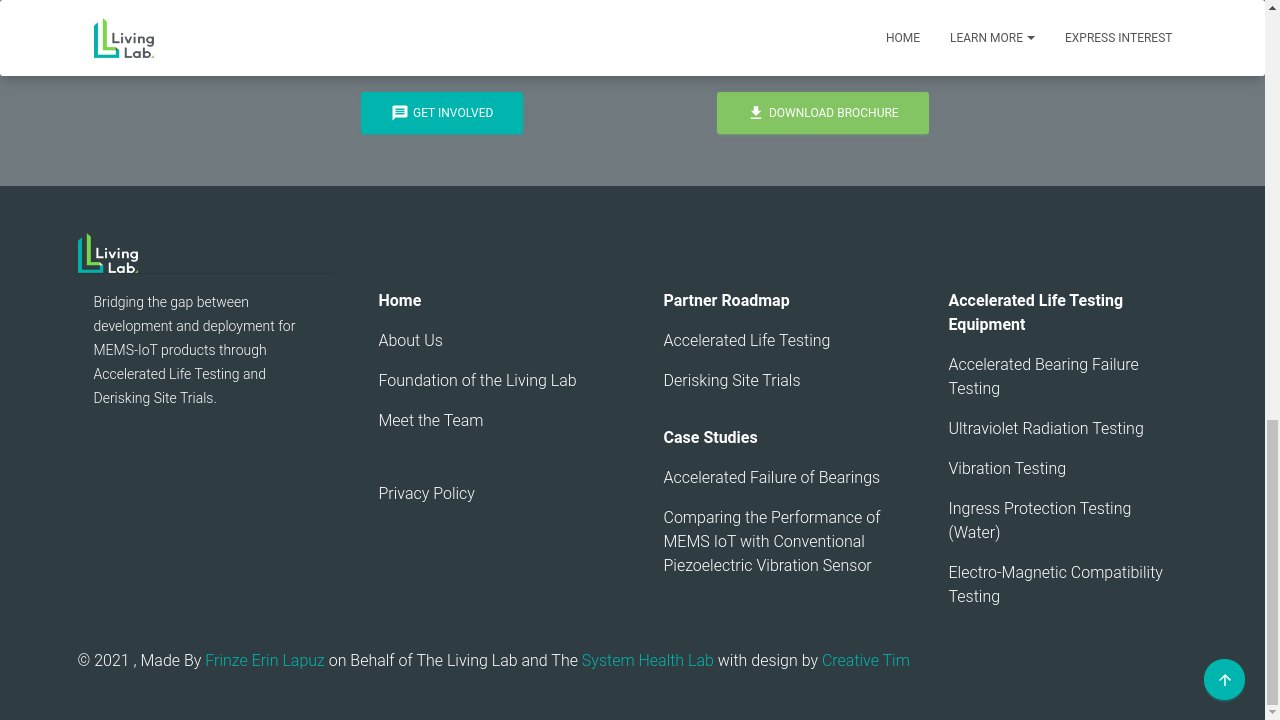 Living
Lab.
HOME
LEARN MORE
EXPRESS INTEREST
GET INVOLVED
DOWNLOAD BROCHURE
Living
Lab.
Bridging the gap between
development and deployment for
MEMS-IoT products through
Accelerated Life Testing and
Derisking Site Trials.
Home
About Us
Foundation of the Living Lab
Meet the Team
Privacy Policy
Partner Roadmap
Accelerated Life Testing
Derisking Site Trials
Case Studies
Accelerated Failure of Bearings
Comparing the Performance of
MEMS IoT with Conventional
Piezoelectric Vibration Sensor
Accelerated Life Testing
Equipment
Accelerated Bearing Failure
Testing
Ultraviolet Radiation Testing
Vibration Testing
Ingress Protection Testing
(Water)
Electro-Magnetic Compatibility
Testing
© 2021 , Made By Frinze Erin Lapuz on Behalf of The Living Lab and The System Health Lab with design by Creative Tim